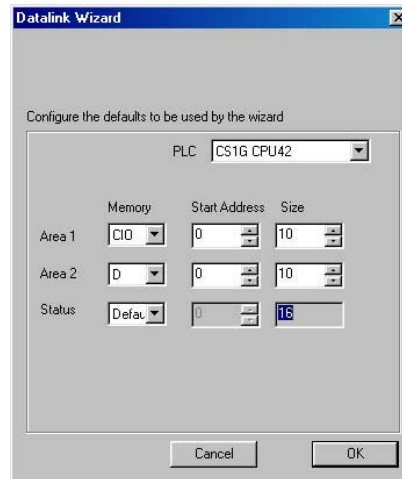 Datalink Wizard
Configure the defaults to be used by the wizard
PLC CS1G CPU42
Memory Start Address Size
Area 1 CIO 0 10
Area 2 D 0 10
Status Defau 0 16
Cancel OK